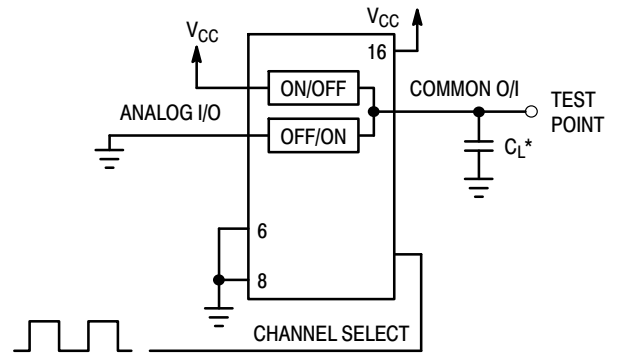 VCC
VCC
16
ON/OFF
COMMON O/I
TEST
POINT
ANALOG I/O
OFF/ON
CL*
6
8
CHANNEL SELECT